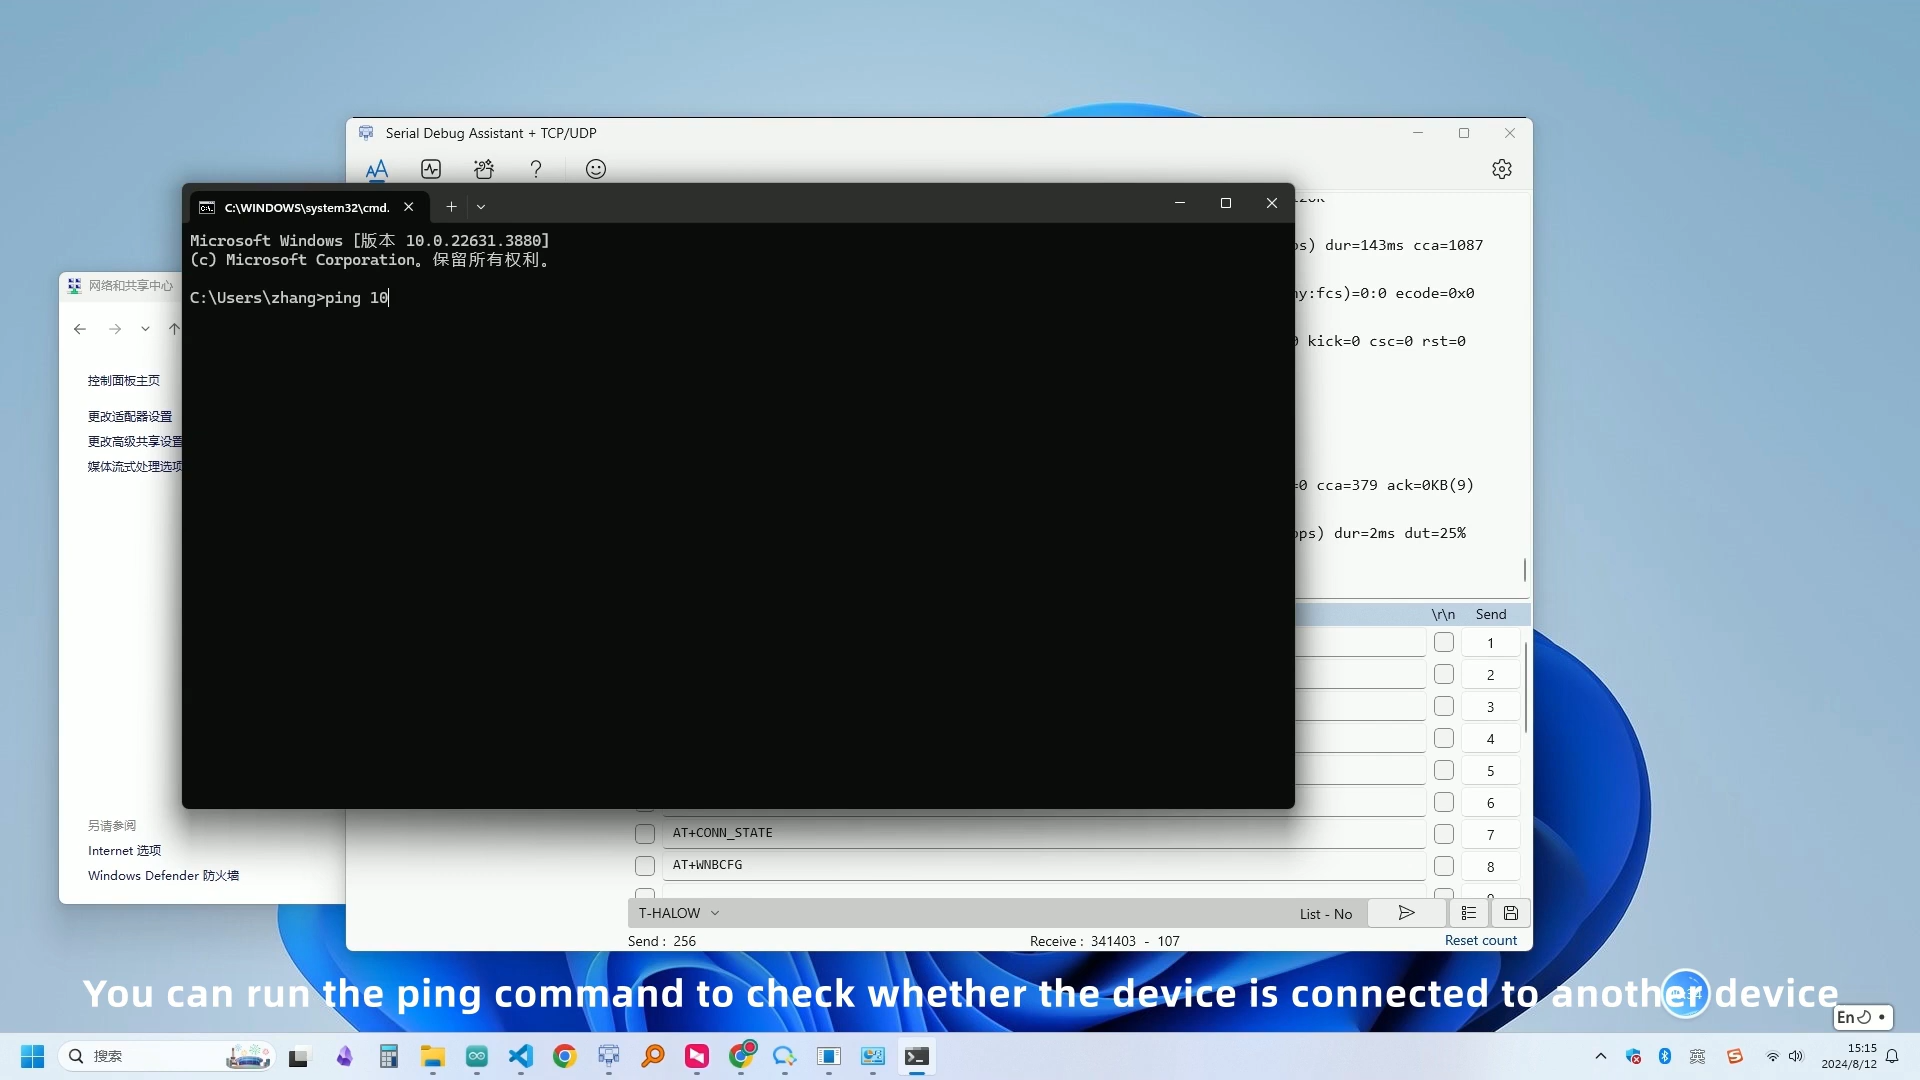 Serial Debug Assistant + TCP/UDP
C:\WINDOWS\system32\cmd.
Microsoft Windows [版本 10.0.22631.3880]
(c) Microsoft Corporation。保留所有权利。
C:\Users\zhang>ping 10
网络和共享中心
控制面板主页
更改适配器设置
更改高级共享设置
媒体流式处理选项
另请参阅
Internet 选项
Windows Defender 防火墙
ps) dur=143ms cca=1087
ny:fcs)=0:0 ecode=0x0
kick=0 csc=0 rst=0
=0 cca=379 ack=0KB(9)
ops) dur=2ms dut=25%
\r\n Send
1
2
3
4
5
6
AT+CONN_STATE 7
AT+WNBCFG 8
T-HALOW List - No
Send : 256 Receive : 341403 - 107 Reset count
You can run the ping command to check whether the device is connected to another device
En
搜索
英
15:15
2024/8/12